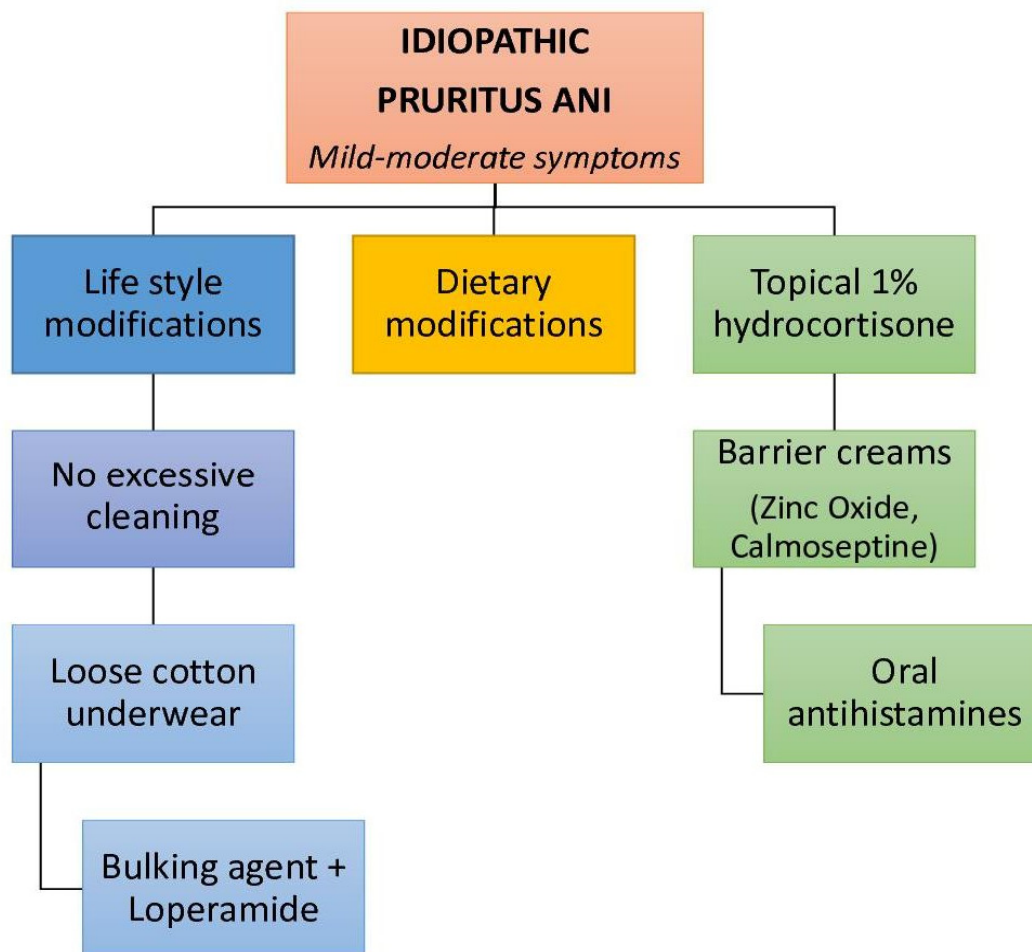 IDIOPATHIC
PRURITUS ANI
Mild-moderate symptoms
Life style
modifications
Dietary
modifications
Topical 1%
hydrocortisone
No excessive
cleaning
Barrier creams
(Zinc Oxide,
Calmoseptine)
Loose cotton
underwear
Oral
antihistamines
Bulking agent +
Loperamide